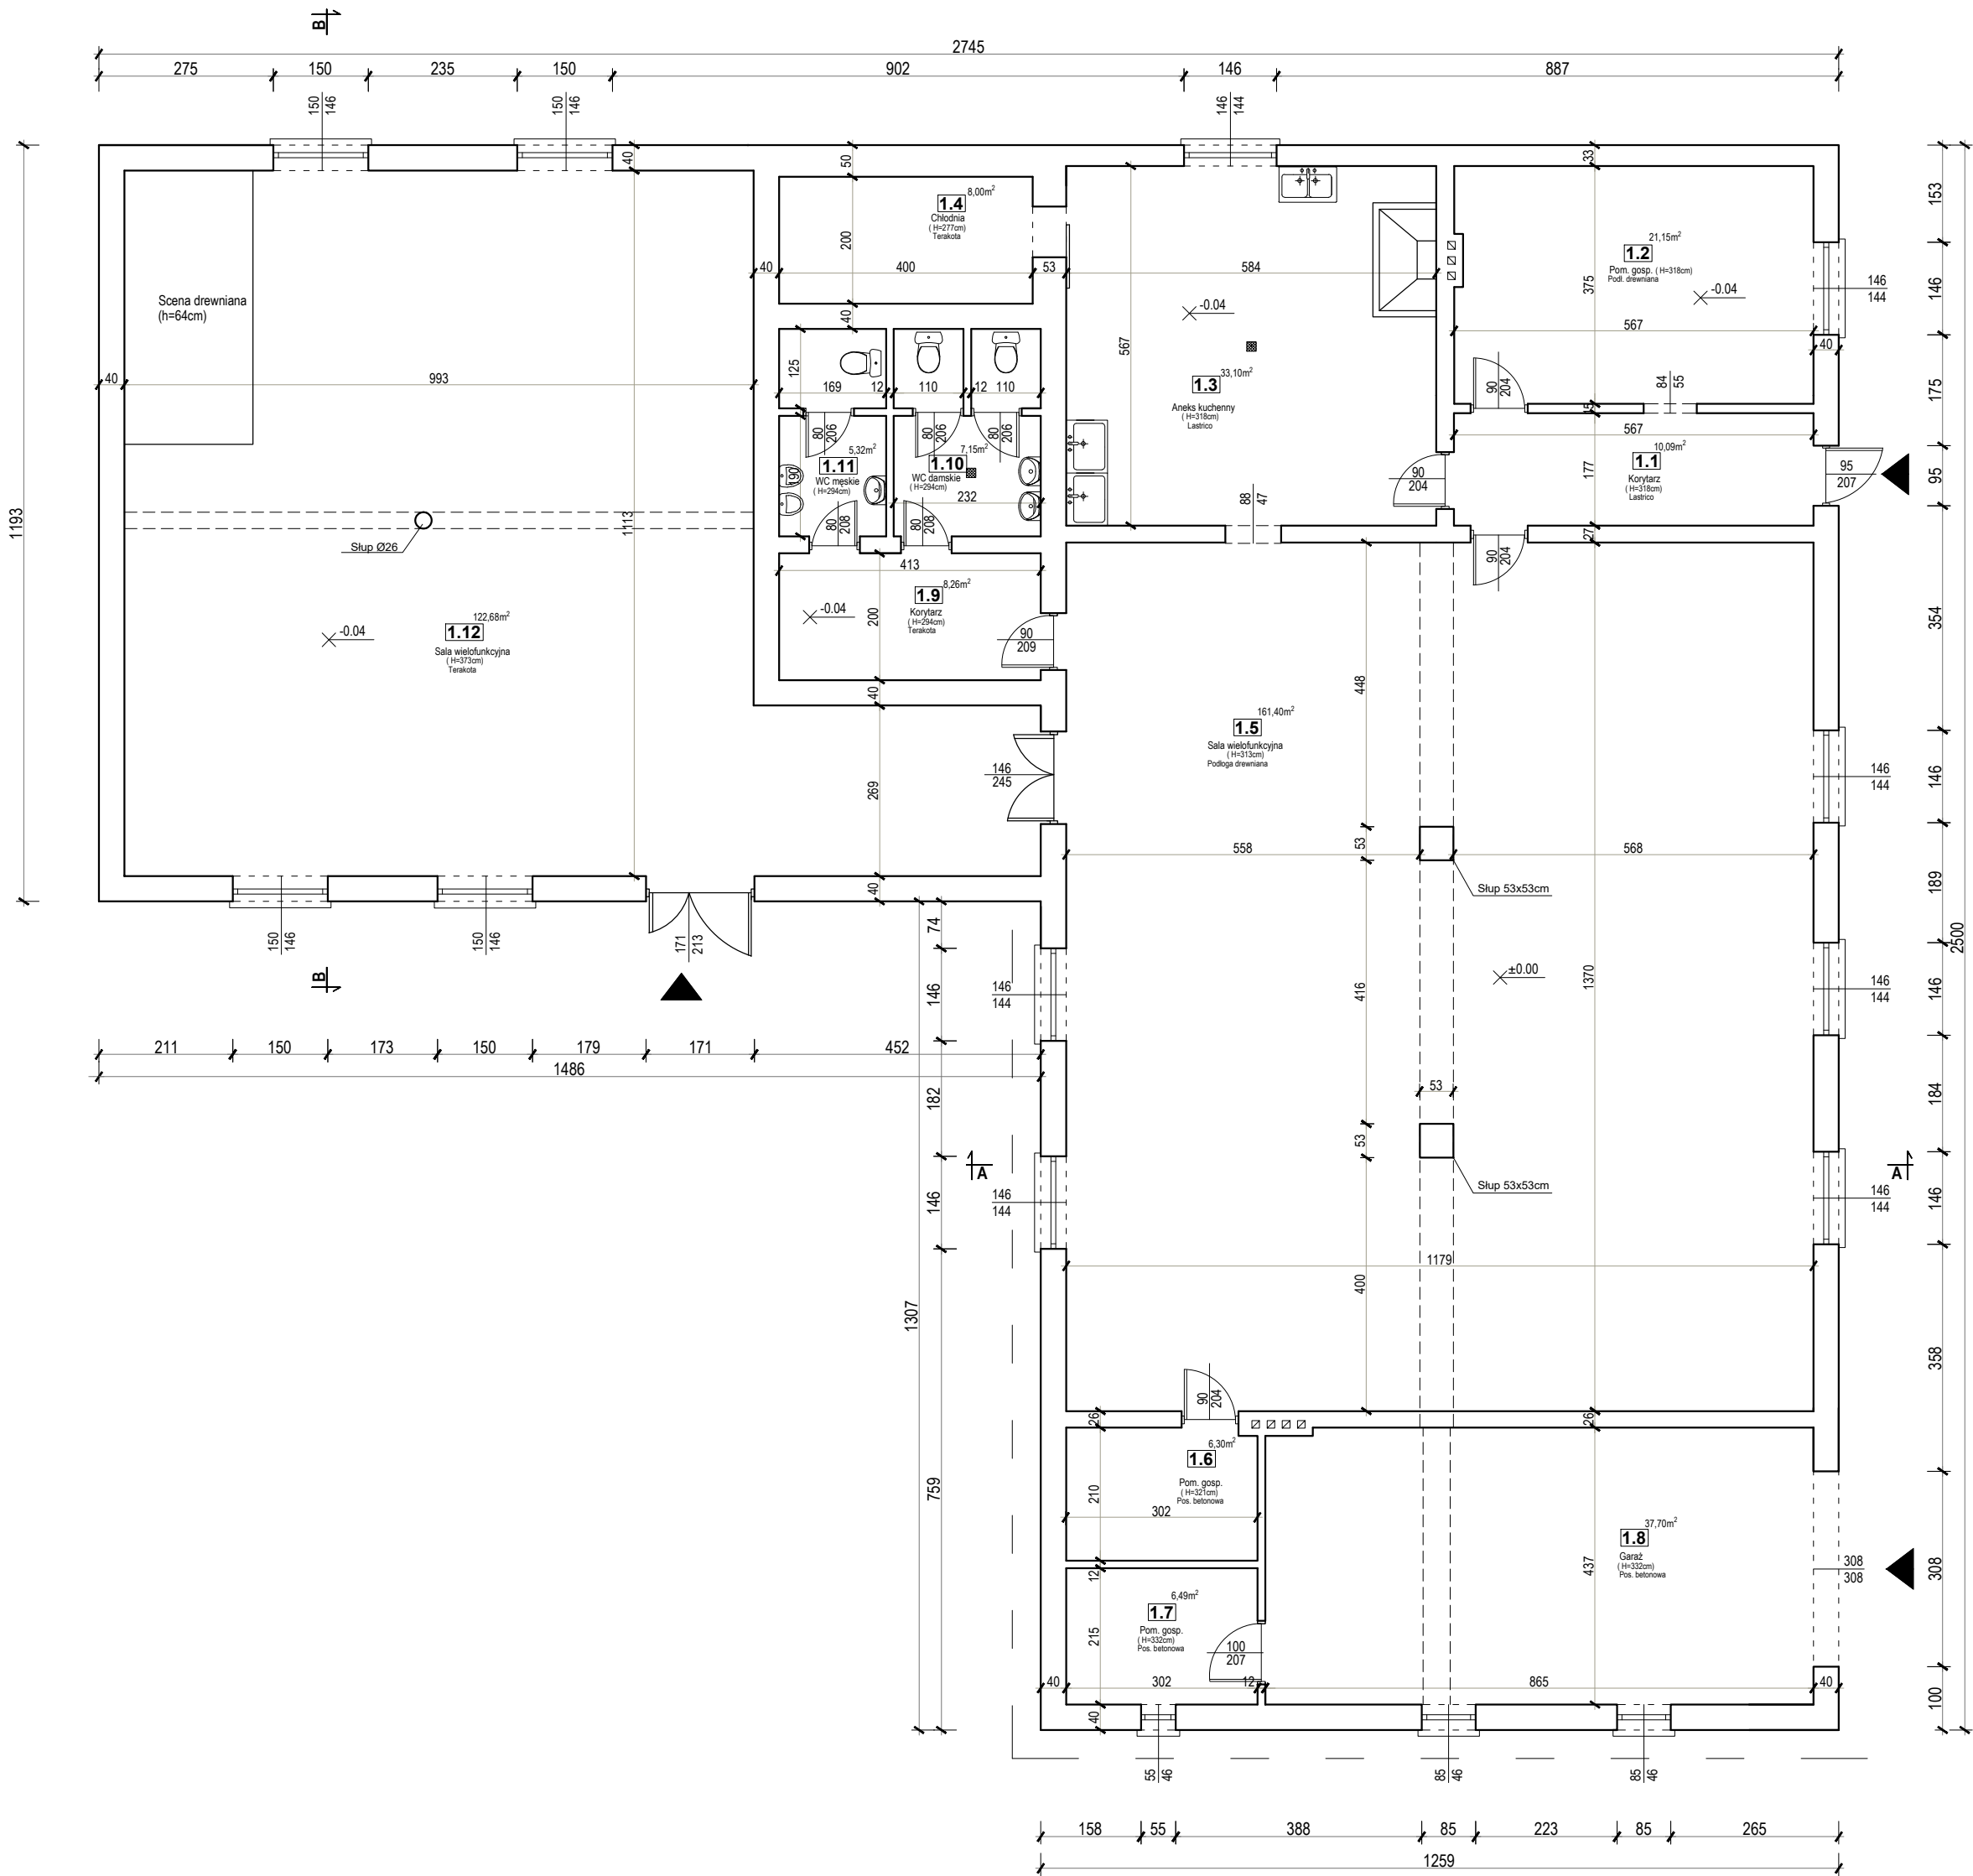 B
2745
275 150 235 150 902 146 887
150 146
150 146
146 144
40
50
33
1193
2500
153
146
175
95
354
146
189
146
184
146
358
308
100
Scena drewniana
(h=64cm)
40
993
1113
Słup Ø26
-0.04
122,68m²
1.12
Sala wielofunkcyjna
( H=373cm)
Terakota
8,00m²
1.4
Chłodnia
( H=277cm)
Terakota
200
40 400 53 584
40
125
169 12 110 12 110
80 206
80 206
80 206
190
5,32m²
1.11
WC męskie
( H=294cm)
7,15m²
1.10
WC damskie
( H=294cm)
232
80 208
80 208
413
8,26m²
1.9
Korytarz
( H=294cm)
Terakota
-0.04
200
90
209
40
269
146
245
40
567
-0.04
33,10m²
1.3
Aneks kuchenny
( H=318cm)
Lastrico
88 47
21,15m²
1.2
Pom. gosp. ( H=318cm)
Podł. drewniana
-0.04
375
567
40
146
144
90 204
84 55
15
567
10,09m²
1.1
Korytarz
( H=318cm)
Lastrico
177
90
204
95
207
27
90 204
448
161,40m²
1.5
Sala wielofunkcyjna
( H=313cm)
Podłoga drewniana
146
144
558
53
568
Słup 53x53cm
±0.00
1370
416
146
144
53
53
Słup 53x53cm
146
144
1179
400
171 213
150 146
150 146
B
211 150 173 150 179 171 452
1486
74
146
182
146
759
1307
146
144
146
144
A
A
90 204
26
26
6,30m²
1.6
Pom. gosp.
( H=321cm)
Pos. betonowa
210
302
12
6,49m²
1.7
Pom. gosp.
( H=332cm)
Pos. betonowa
215
100
207
37,70m²
1.8
Garaż
( H=332cm)
Pos. betonowa
437
308
308
40 302 12 865 40
40
55 46
85 46
85 46
158 55 388 85 223 85 265
1259